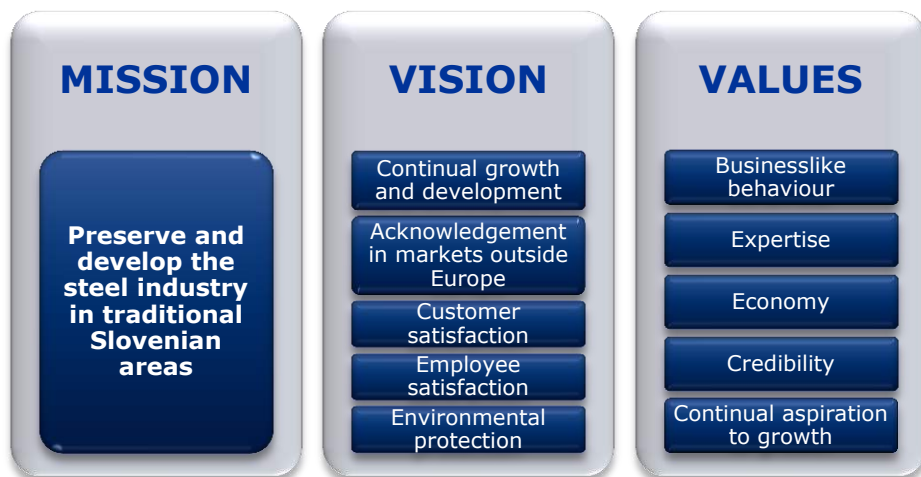 MISSION
Preserve and
develop the
steel industry
in traditional
Slovenian
areas
VISION
Continual growth
and development
Acknowledgement
in markets outside
Europe
Customer
satisfaction
Employee
satisfaction
Environmental
protection
VALUES
Businesslike
behaviour
Expertise
Economy
Credibility
Continual aspiration
to growth